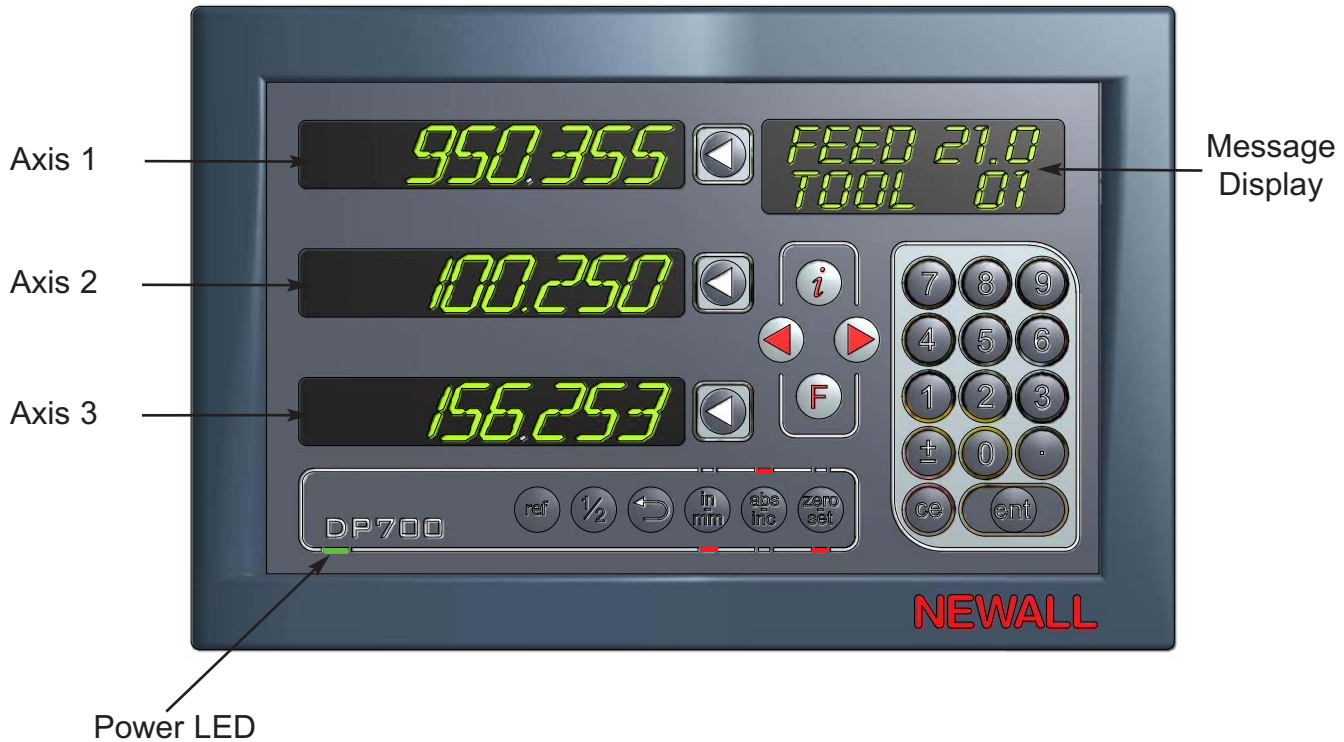 Axis 1
950.355
FEED 21.0
TOOL 01
Message
Display
Axis 2
100.250
i
7 8 9
4 5 6
Axis 3
156.253
F
1 2 3
± 0 .
DP700
ref
1/2
in
mm
abs
inc
zero
set
ce ent
NEWALL
Power LED